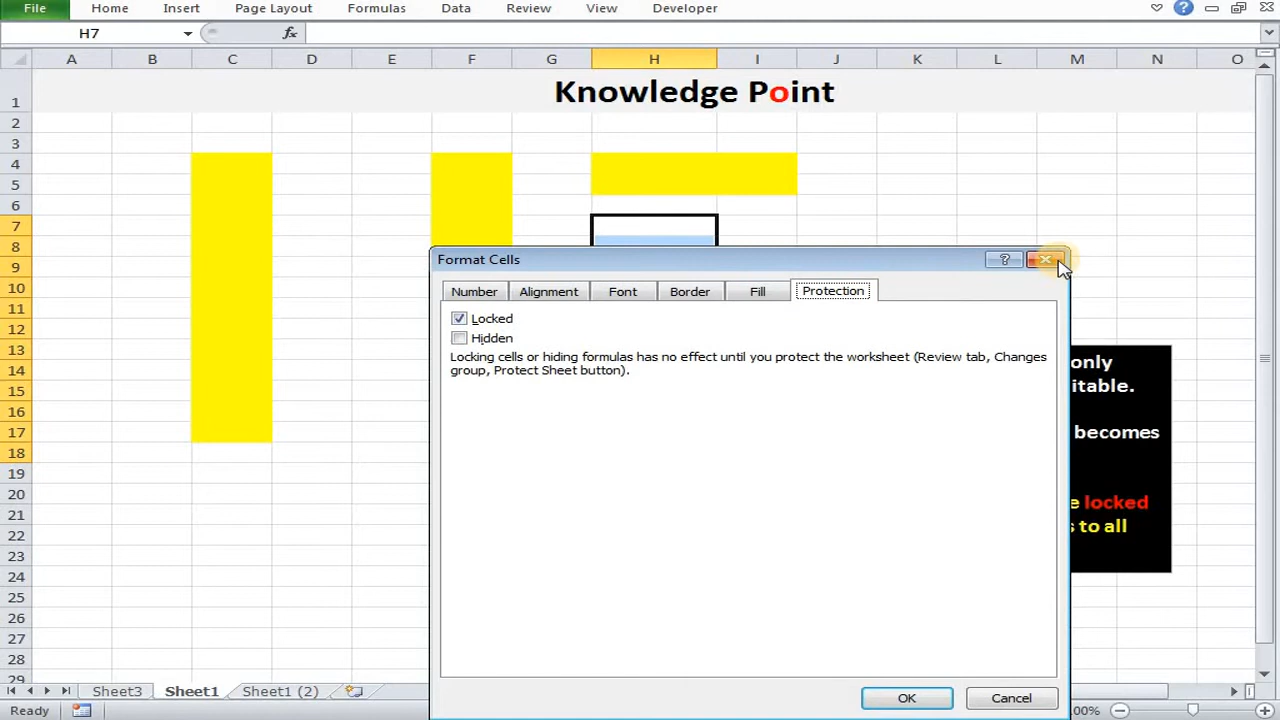 File Home Insert Page Layout Formulas Data Review View Developer
H7 fx
A B C D E F G H I J K L M N O
1 Knowledge Point
2
3
4
5
6
7
8
Format Cells
9
10 Number Alignment Font Border Fill Protection
11 Locked
12 Hidden
13 Locking cells or hiding formulas has no effect until you protect the worksheet (Review tab, Changes only
14 group, Protect Sheet button). itable.
15
16
17 becomes
18
19
20 e locked
21 s to all
22
23
24
25
26
27
28
29
Sheet3 Sheet1 Sheet1 (2) OK Cancel
Ready 00%